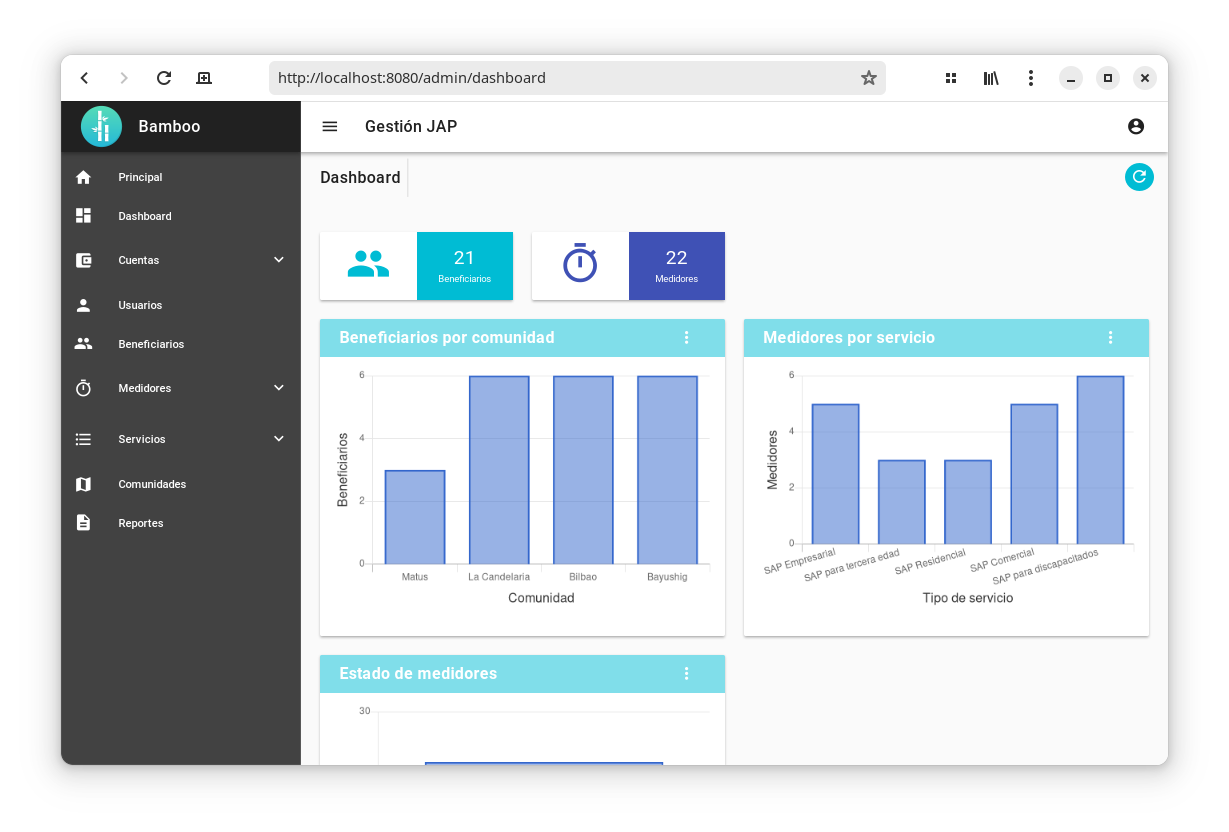 http://localhost:8080/admin/dashboard
Bamboo
Gestión JAP
Principal
Dashboard
Cuentas
Usuarios
Beneficiarios
Medidores
Servicios
Comunidades
Reportes
Dashboard
21
Beneficiarios
22
Medidores
Beneficiarios por comunidad
6
4
2
0
Beneficiarios
Matus
La Candelaria
Bilbao
Bayushig
Comunidad
Medidores por servicio
6
4
2
0
Medidores
SAP Empresarial
SAP para tercera edad
SAP Residencial
SAP Comercial
SAP para discapacitados
Tipo de servicio
Estado de medidores
30